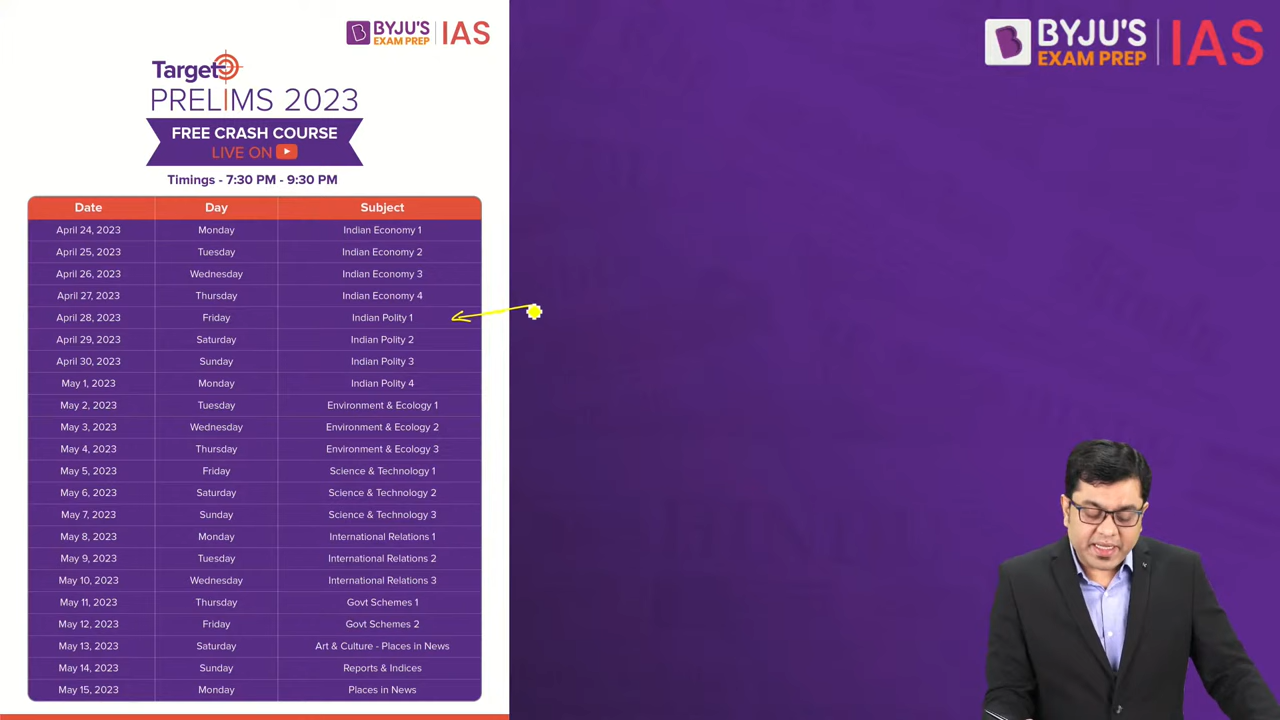 BYJU'S
EXAM PREP
IAS
BYJU'S
EXAM PREP
IAS
Target
PRELIMS 2023
FREE CRASH COURSE
LIVE ON
Timings - 7:30 PM - 9:30 PM
Date Day Subject
April 24, 2023 Monday Indian Economy 1
April 25, 2023 Tuesday Indian Economy 2
April 26, 2023 Wednesday Indian Economy 3
April 27, 2023 Thursday Indian Economy 4
April 28, 2023 Friday Indian Polity 1
April 29, 2023 Saturday Indian Polity 2
April 30, 2023 Sunday Indian Polity 3
May 1, 2023 Monday Indian Polity 4
May 2, 2023 Tuesday Environment & Ecology 1
May 3, 2023 Wednesday Environment & Ecology 2
May 4, 2023 Thursday Environment & Ecology 3
May 5, 2023 Friday Science & Technology 1
May 6, 2023 Saturday Science & Technology 2
May 7, 2023 Sunday Science & Technology 3
May 8, 2023 Monday International Relations 1
May 9, 2023 Tuesday International Relations 2
May 10, 2023 Wednesday International Relations 3
May 11, 2023 Thursday Govt Schemes 1
May 12, 2023 Friday Govt Schemes 2
May 13, 2023 Saturday Art & Culture - Places in News
May 14, 2023 Sunday Reports & Indices
May 15, 2023 Monday Places in News